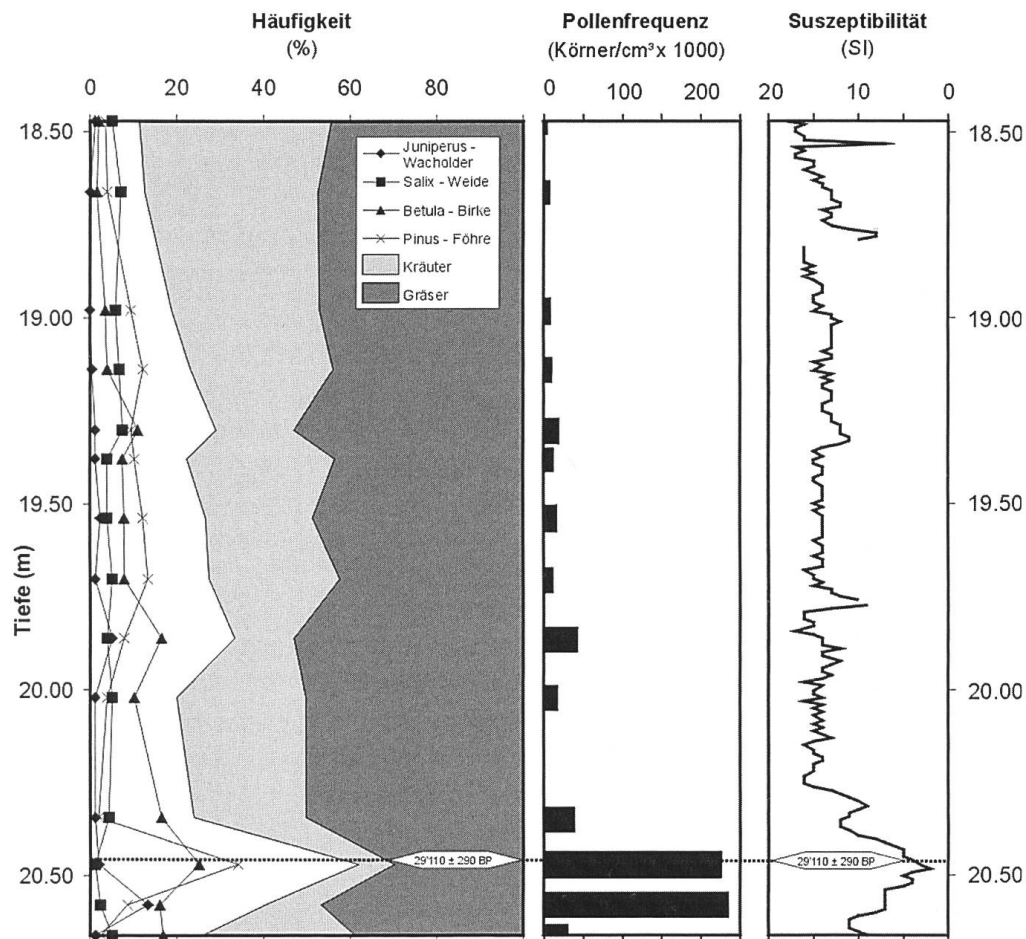 Häufigkeit
(%)
Pollenfrequenz
(Körner/cm³x 1000)
Suszeptibilität
(SI)
0 20 40 60 80
0 100 200
20 10 0
18.50
19.00
19.50
20.00
20.50
Tiefe (m)
Juniperus -
Wacholder
Salix - Weide
Betula - Birke
Pinus - Föhre
Kräuter
Gräser
29'110 ± 290 BP
29'110 ± 290 BP
18.50
19.00
19.50
20.00
20.50